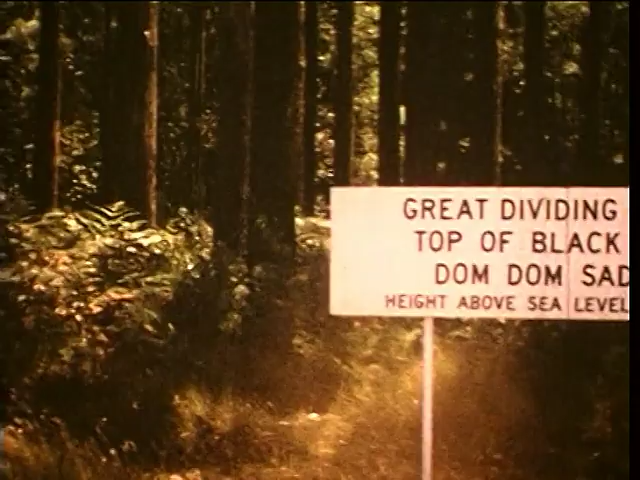 GREAT DIVIDING
TOP OF BLACK
DOM DOM SAD
HEIGHT ABOVE SEA LEVEL